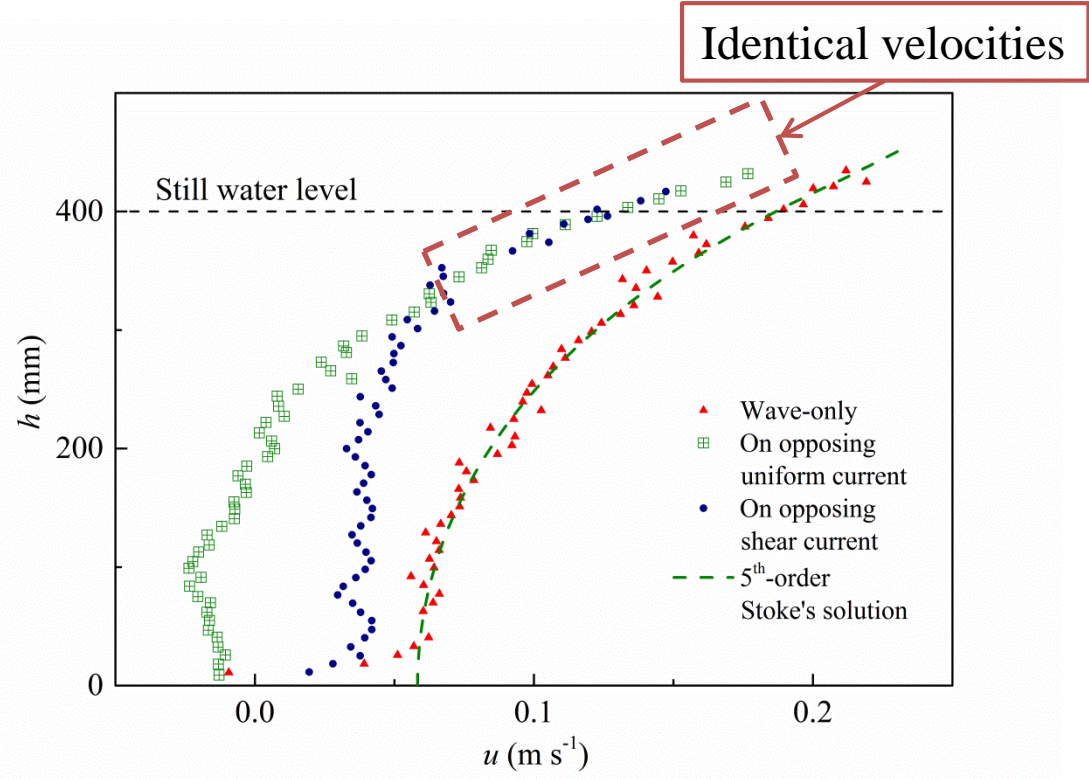 Identical velocities
Still water level
400
200
0
h (mm)
Wave-only
On opposing
uniform current
On opposing
shear current
5th-order
Stoke's solution
0.0
0.1
0.2
u (m s-1)